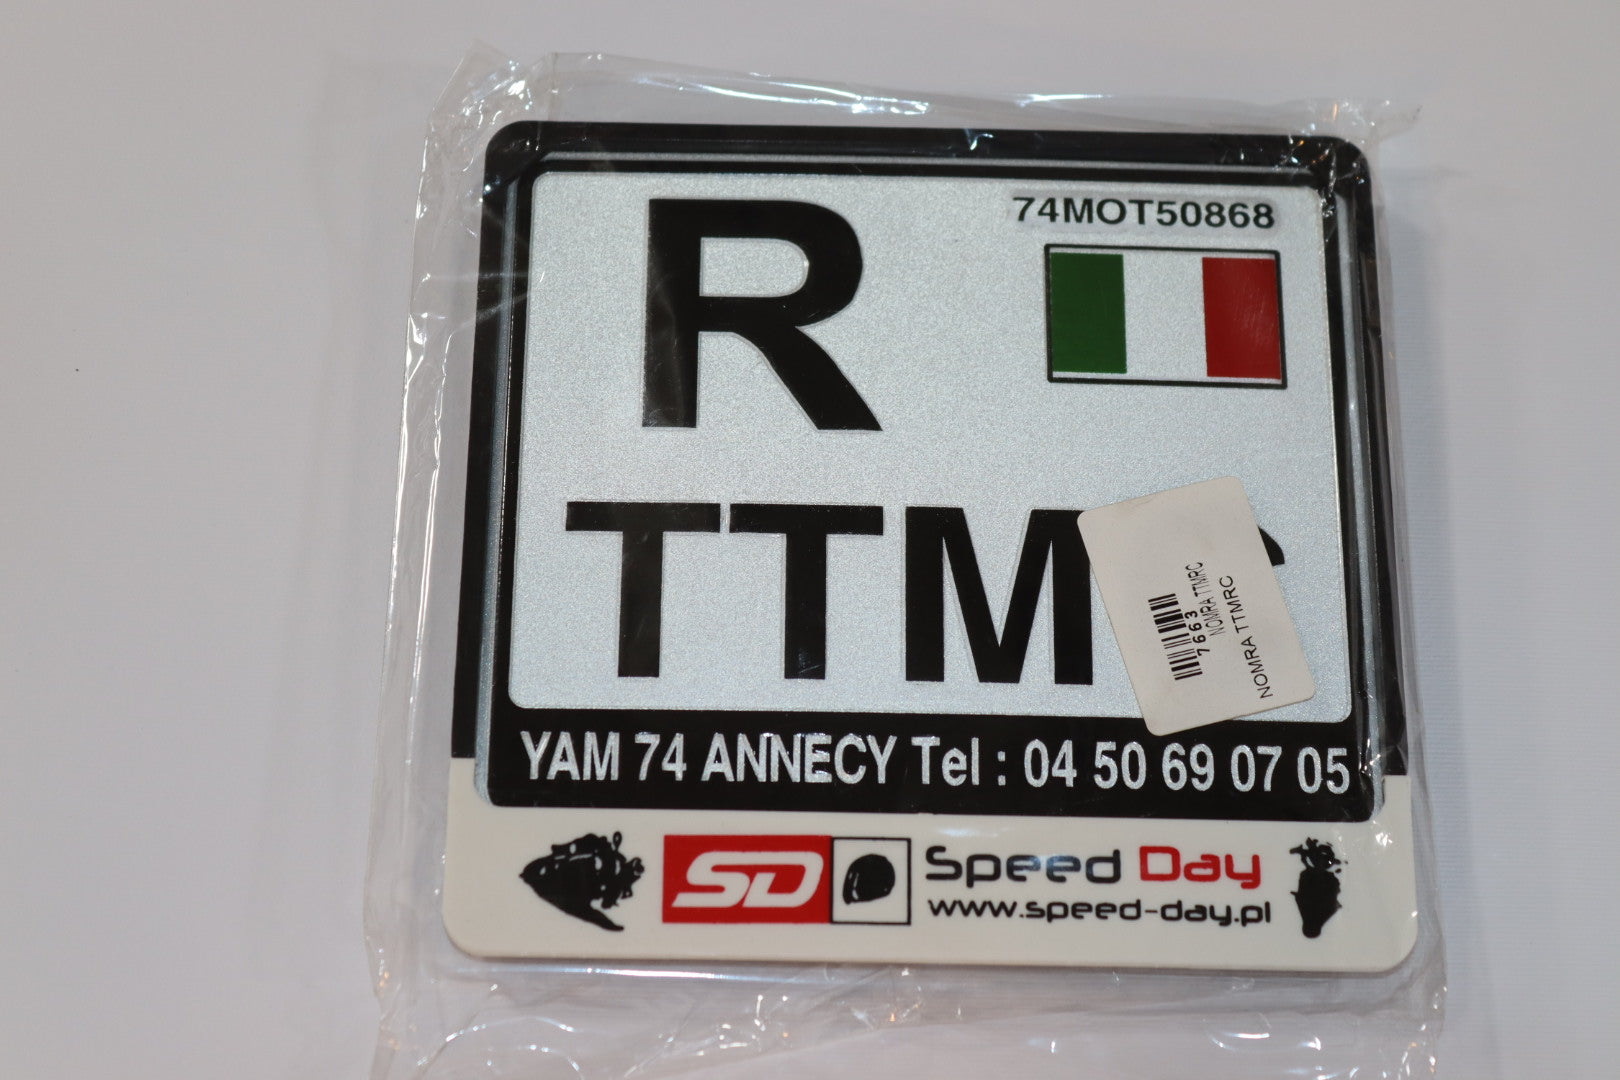 R
74MOT50868
TTM
7663
NOMRA TTMRC
NOMRA TTMRC
YAM 74 ANNECY Tel : 04 50 69 07 05
SD
Speed Day
www.speed-day.pl